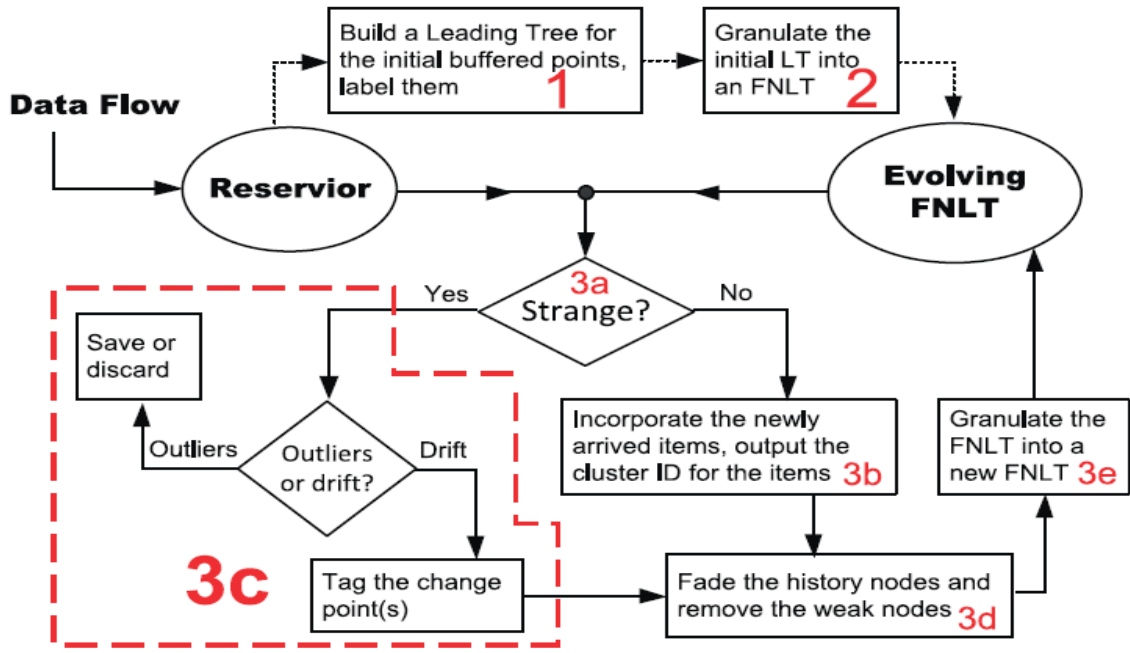 Build a Leading Tree for
the initial buffered points,
label them
1
Granulate the
initial LT into
an FNLT
2
Data Flow
Reservior
Evolving
FNLT
3a
Strange?
Yes
No
Save or
discard
Outliers
Outliers
or drift?
Drift
3c
Tag the change
point(s)
Incorporate the newly
arrived items, output the
cluster ID for the items 3b
Fade the history nodes and
remove the weak nodes 3d
Granulate the
FNLT into a
new FNLT 3e